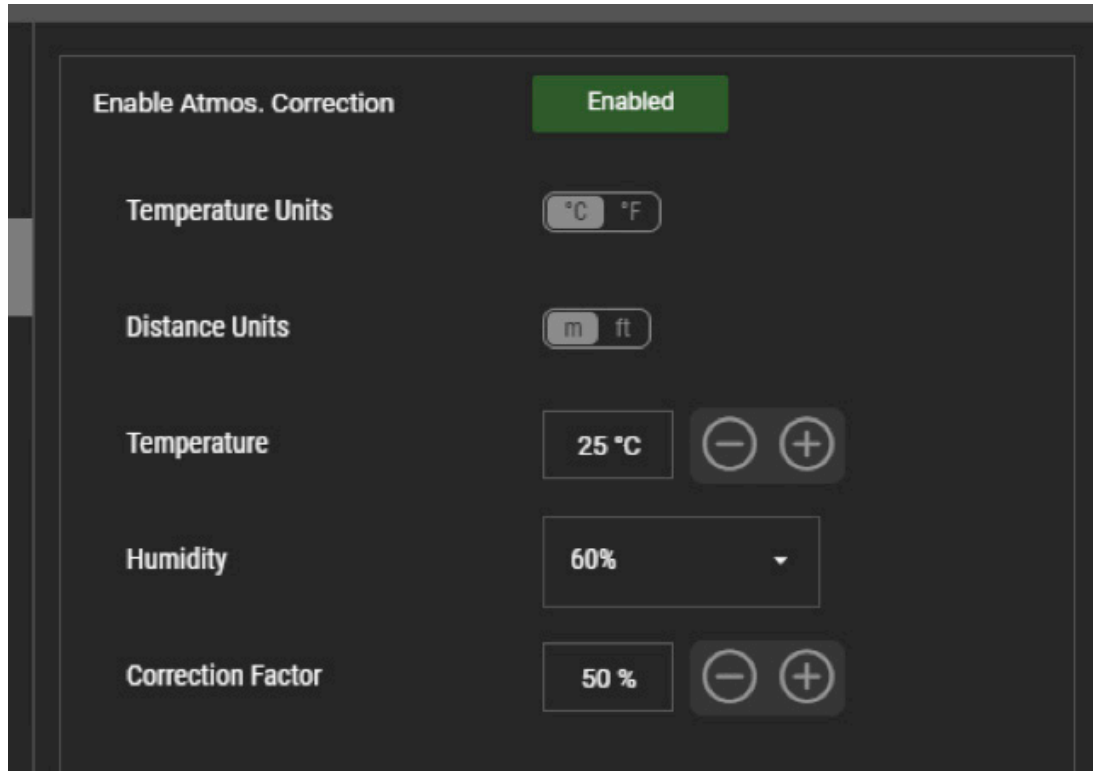 Enable Atmos. Correction Enabled
Temperature Units °C °F
Distance Units m ft
Temperature 25 °C
Humidity 60%
Correction Factor 50 %